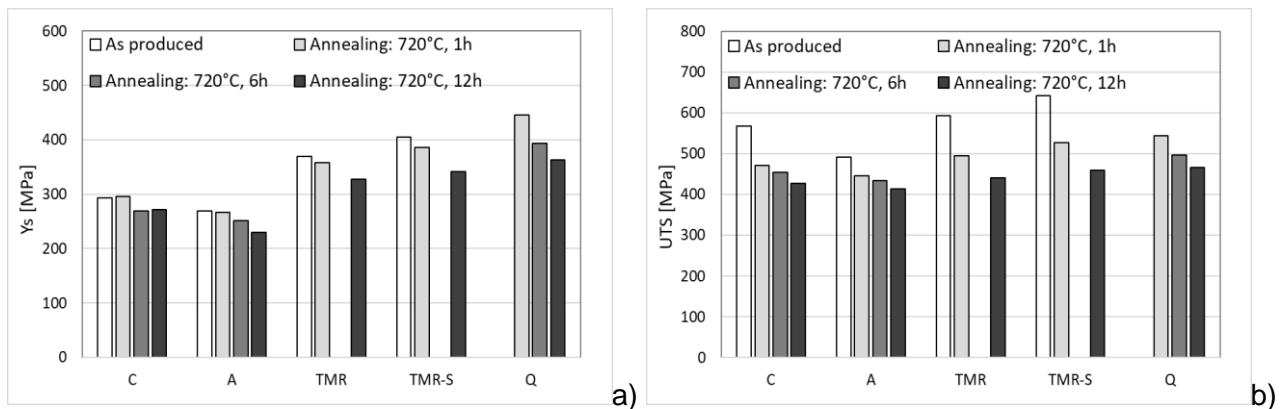 600
500
400
300
200
100
0
Ys [MPa]
As produced
Annealing: 720°C, 1h
Annealing: 720°C, 6h
Annealing: 720°C, 12h
C
A
TMR
TMR-S
Q
a)
800
700
600
500
400
300
200
100
0
UTS [MPa]
As produced
Annealing: 720°C, 1h
Annealing: 720°C, 6h
Annealing: 720°C, 12h
C
A
TMR
TMR-S
Q
b)